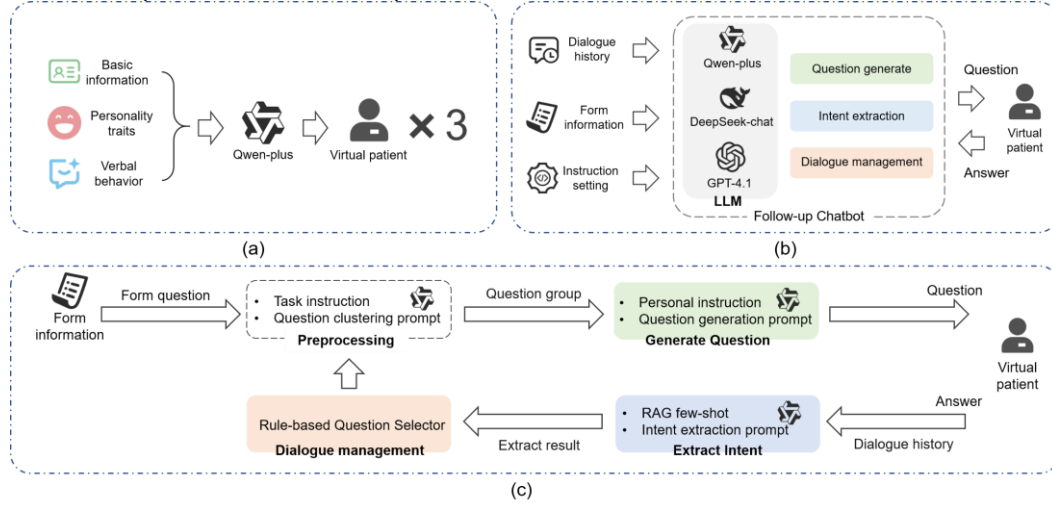 Basic
information
Personality
traits
Verbal
behavior
Qwen-plus
Virtual patient
× 3
(a)
Dialogue
history
Form
information
Instruction
setting
Qwen-plus
DeepSeek-chat
GPT-4.1
LLM
Question generate
Intent extraction
Dialogue management
Follow-up Chatbot
Question
Answer
Virtual
patient
(b)
Form
information
Form question
• Task instruction
• Question clustering prompt
Preprocessing
Question group
• Personal instruction
• Question generation prompt
Generate Question
Question
Virtual
patient
Answer
Dialogue history
• RAG few-shot
• Intent extraction prompt
Extract Intent
Extract result
Rule-based Question Selector
Dialogue management
(c)